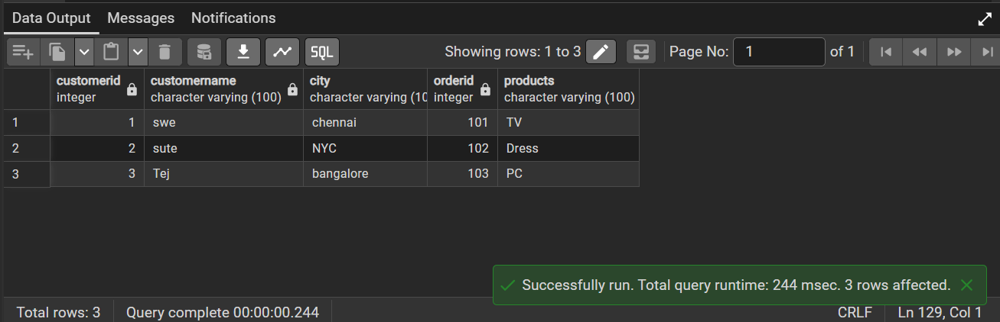 Data Output Messages Notifications
SQL Showing rows: 1 to 3 Page No: 1 of 1
customerid customername city orderid products
integer character varying (100) character varying (10 integer character varying (100)
1 1 swe chennai 101 TV
2 2 sute NYC 102 Dress
3 3 Tej bangalore 103 PC
Successfully run. Total query runtime: 244 msec. 3 rows affected.
Total rows: 3 Query complete 00:00:00.244 CRLF Ln 129, Col 1